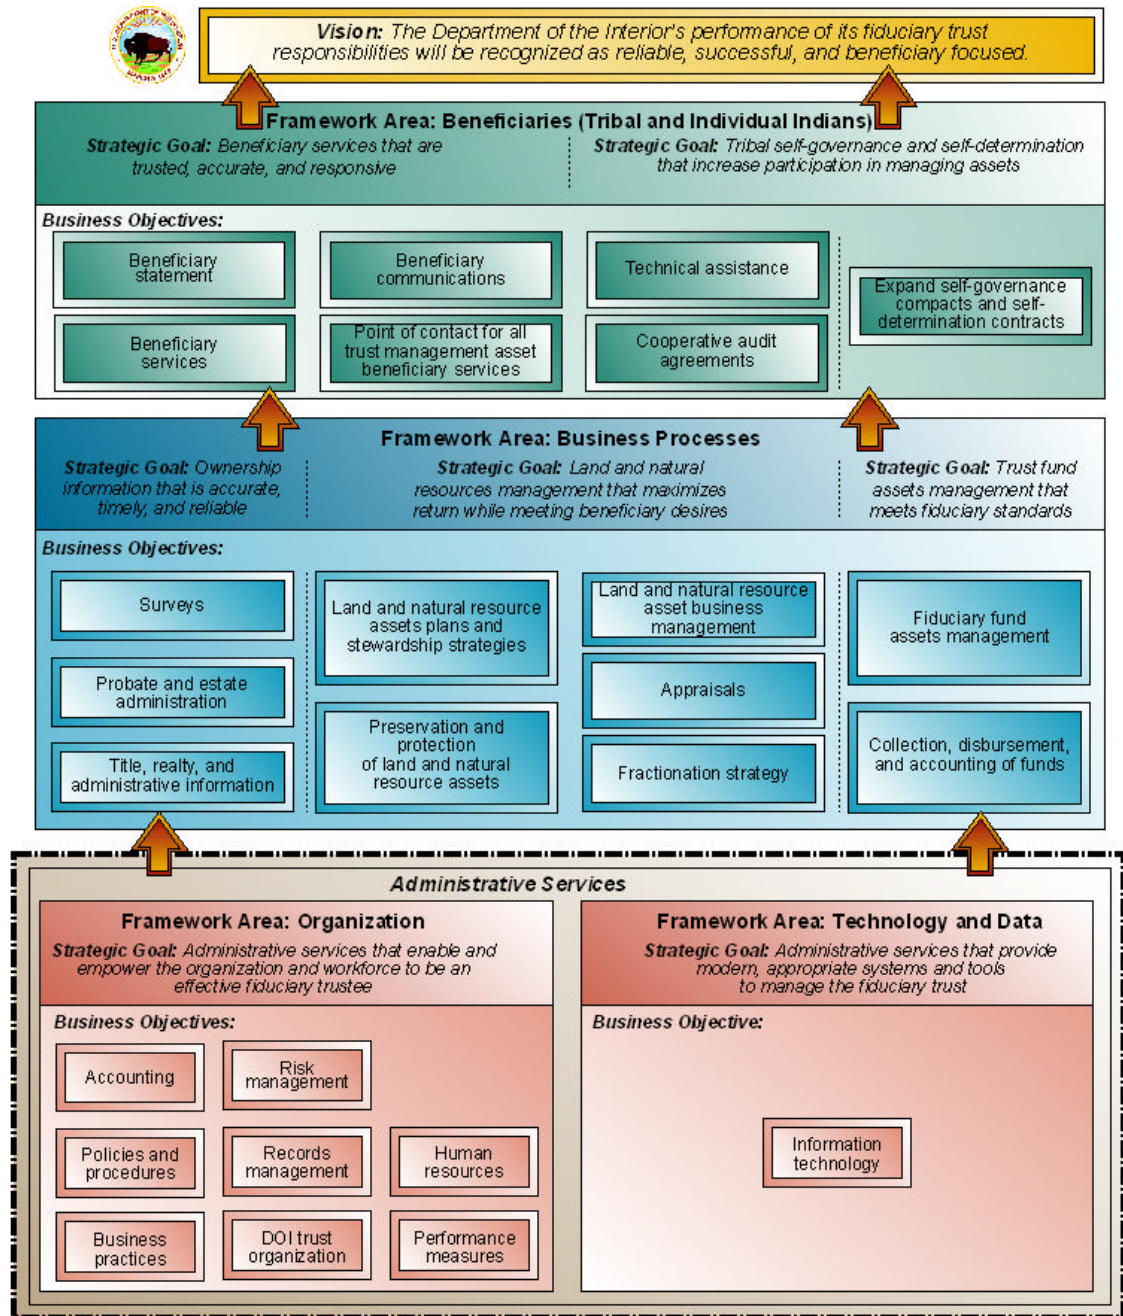 Vision: The Department of the Interior's performance of its fiduciary trust
responsibilities will be recognized as reliable, successful, and beneficiary focused.
Framework Area: Beneficiaries (Tribal and Individual Indians)
Strategic Goal: Beneficiary services that are
trusted, accurate, and responsive
Strategic Goal: Tribal self-governance and self-determination
that increase participation in managing assets
Business Objectives:
Beneficiary
statement
Beneficiary
communications
Technical assistance
Expand self-governance
compacts and self-
determination contracts
Beneficiary
services
Point of contact for all
trust management asset
beneficiary services
Cooperative audit
agreements
Framework Area: Business Processes
Strategic Goal: Ownership
information that is accurate,
timely, and reliable
Strategic Goal: Land and natural
resources management that maximizes
return while meeting beneficiary desires
Strategic Goal: Trust fund
assets management that
meets fiduciary standards
Business Objectives:
Surveys
Probate and estate
administration
Title, realty, and
administrative information
Land and natural resource
assets plans and
stewardship strategies
Preservation and
protection
of land and natural
resource assets
Land and natural resource
asset business
management
Appraisals
Fractionation strategy
Fiduciary fund
assets management
Collection, disbursement,
and accounting of funds
Administrative Services
Framework Area: Organization
Strategic Goal: Administrative services that enable and
empower the organization and workforce to be an
effective fiduciary trustee
Business Objectives:
Accounting
Risk
management
Policies and
procedures
Records
management
Human
resources
Business
practices
DOI trust
organization
Performance
measures
Framework Area: Technology and Data
Strategic Goal: Administrative services that provide
modern, appropriate systems and tools
to manage the fiduciary trust
Business Objective:
Information
technology